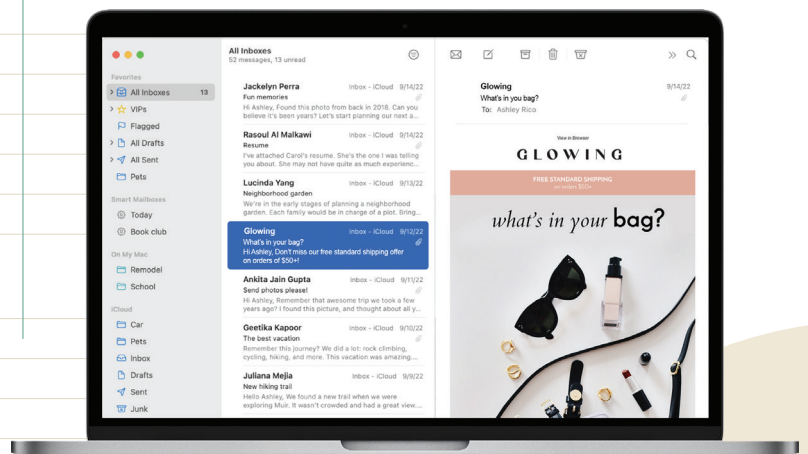 Favorites
All Inboxes 13
VIPs
Flagged
All Drafts
All Sent
Pets
Smart Mailboxes
Today
Book club
On My Mac
Remodel
School
iCloud
Car
Pets
Inbox
Drafts
Sent
Junk
All Inboxes
52 messages, 13 unread
Jackelyn Perra Inbox - iCloud 9/14/22
Fun memories
Hi Ashley, Found this photo from back in 2018. Can you
believe it's been years? Let's start planning our next a...
Rasoul Al Malkawi Inbox - iCloud 9/14/22
Resume
I've attached Carol's resume. She's the one I was telling
you about. She may not have quite as much experienc...
Lucinda Yang Inbox - iCloud 9/13/22
Neighborhood garden
We're in the early stages of planning a neighborhood
garden. Each family would be in charge of a plot. Bring...
Glowing Inbox - iCloud 9/12/22
What's in your bag?
Hi Ashley, Don't miss our free standard shipping offer
on orders of $50+!
Ankita Jain Gupta Inbox - iCloud 9/11/22
Send photos please!
Hi Ashley, Remember that awesome trip we took a few
years ago? I found this picture, and thought about all y...
Geetika Kapoor Inbox - iCloud 9/10/22
The best vacation
Remember this journey? We did a lot: rock climbing,
cycling, hiking, and more. This vacation was amazing....
Juliana Mejia Inbox - iCloud 9/9/22
New hiking trail
Hello Ashley, We found a new trail when we were
exploring Muir. It wasn't crowded and had a great view....
Glowing 9/14/22
What's in you bag?
To: Ashley Rico
View in Browser
GLOWING
FREE STANDARD SHIPPING
on orders $50+
what's in your bag?